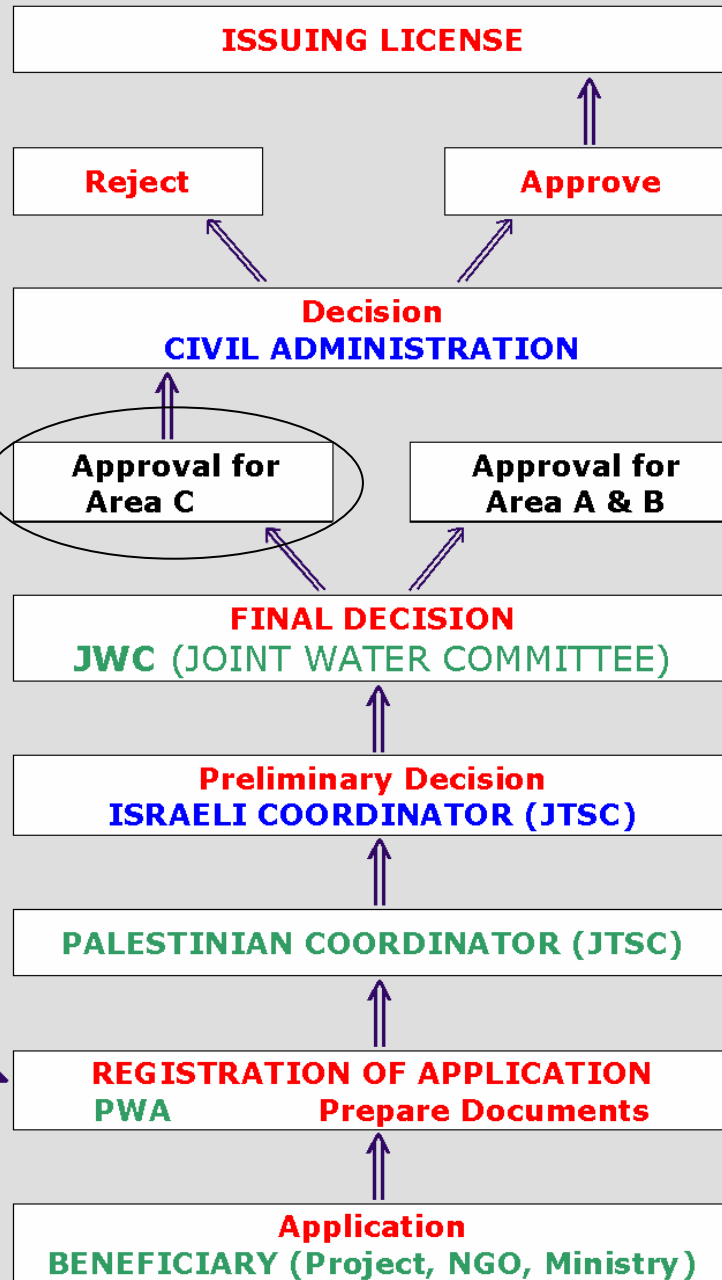 ISSUING LICENSE
Reject
Approve
Decision
CIVIL ADMINISTRATION
Approval for
Area C
Approval for
Area A & B
FINAL DECISION
JWC (JOINT WATER COMMITTEE)
Preliminary Decision
ISRAELI COORDINATOR (JTSC)
PALESTINIAN COORDINATOR (JTSC)
REGISTRATION OF APPLICATION
PWA Prepare Documents
Application
BENEFICIARY (Project, NGO, Ministry)